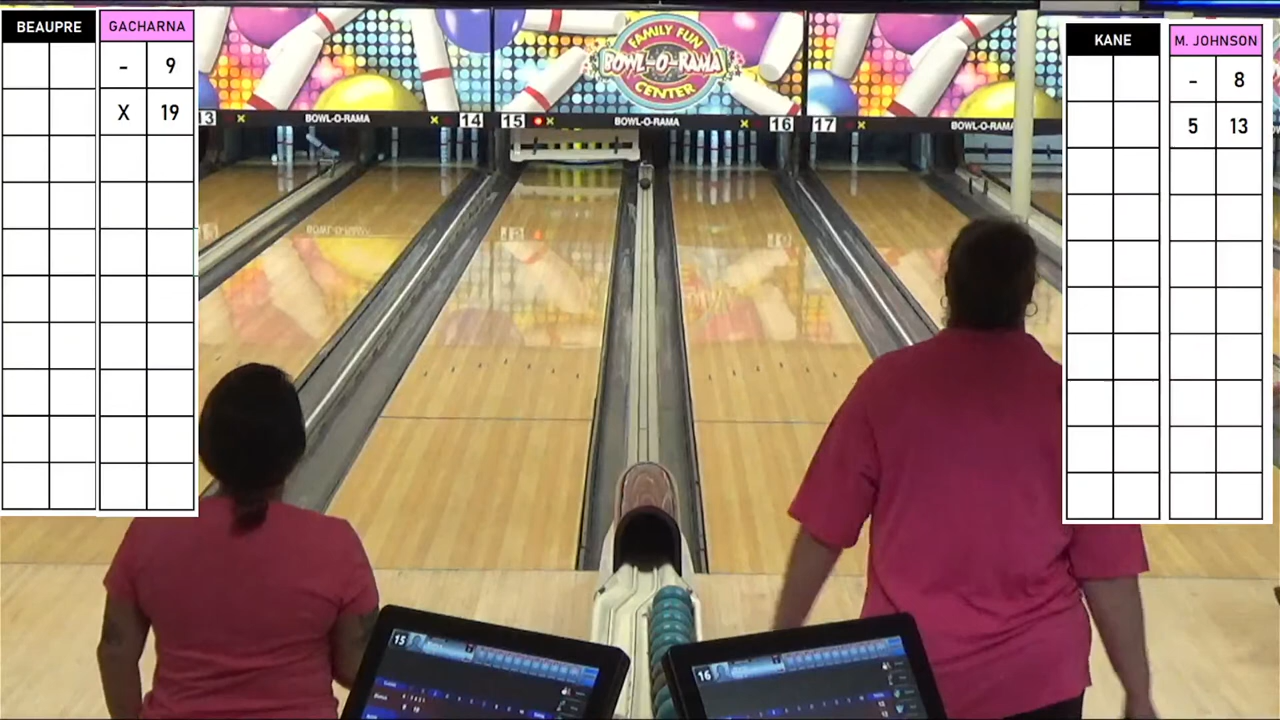 BEAUPRE GACHARNA
- 9
X 19
KANE M. JOHNSON
- 8
5 13
FAMILY FUN
BOWL-O-RAMA
CENTER
13 BOWL-O-RAMA 14
15 BOWL-O-RAMA 16
17 BOWL-O-RAMA
15
16